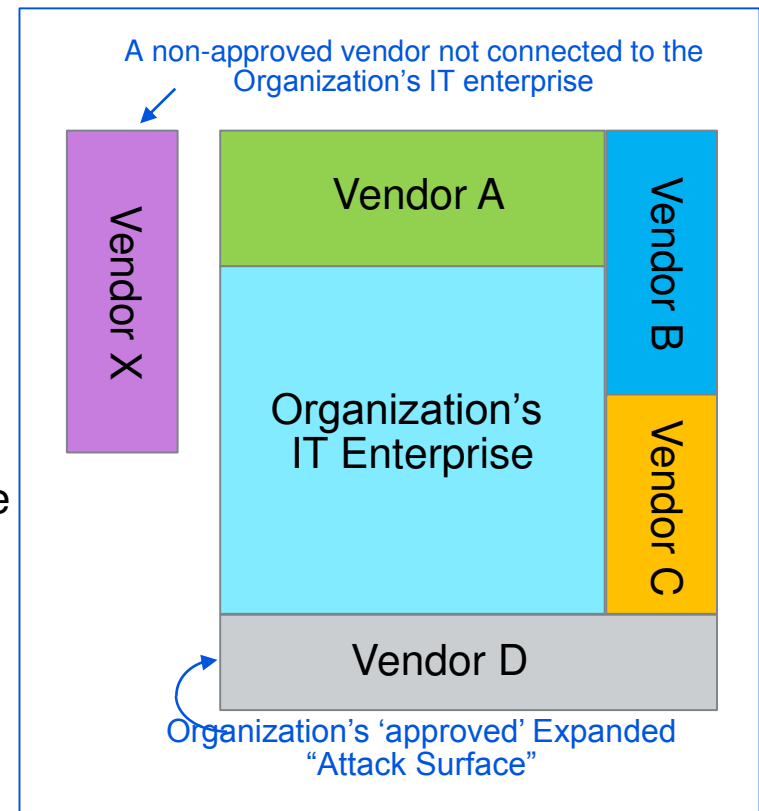 A non-approved vendor not connected to the
Organization’s IT enterprise
Vendor X
Vendor A
Vendor B
Organization’s
IT Enterprise
Vendor C
e
Vendor D
Organization’s ‘approved’ Expanded
“Attack Surface”